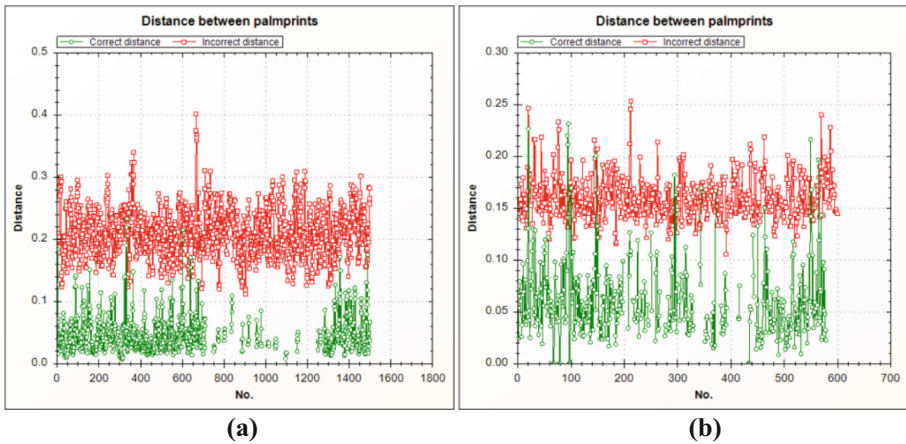 Distance between palmprints
Correct distance Incorrect distance
0.5
0.4
0.3
0.2
0.1
0.0
Distance
0 200 400 600 800 1000 1200 1400 1600 1800
No.
(a)
Distance between palmprints
Correct distance Incorrect distance
0.30
0.25
0.20
0.15
0.10
0.05
0.00
Distance
0 100 200 300 400 500 600 700
No.
(b)